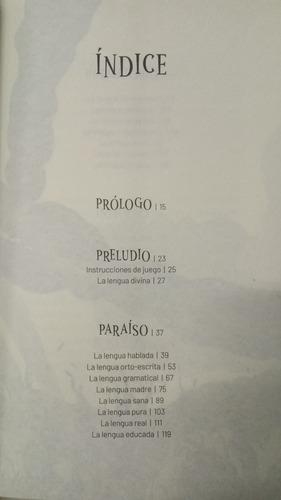 ÍNDICE
PRÓLOGO | 15
PRELUDIO | 23
Instrucciones de juego | 25
La lengua divina | 27
PARAÍSO | 37
La lengua hablada | 39
La lengua orto-escrita | 53
La lengua gramatical | 67
La lengua madre | 75
La lengua sana | 89
La lengua pura | 103
La lengua real | 111
La lengua educada | 119